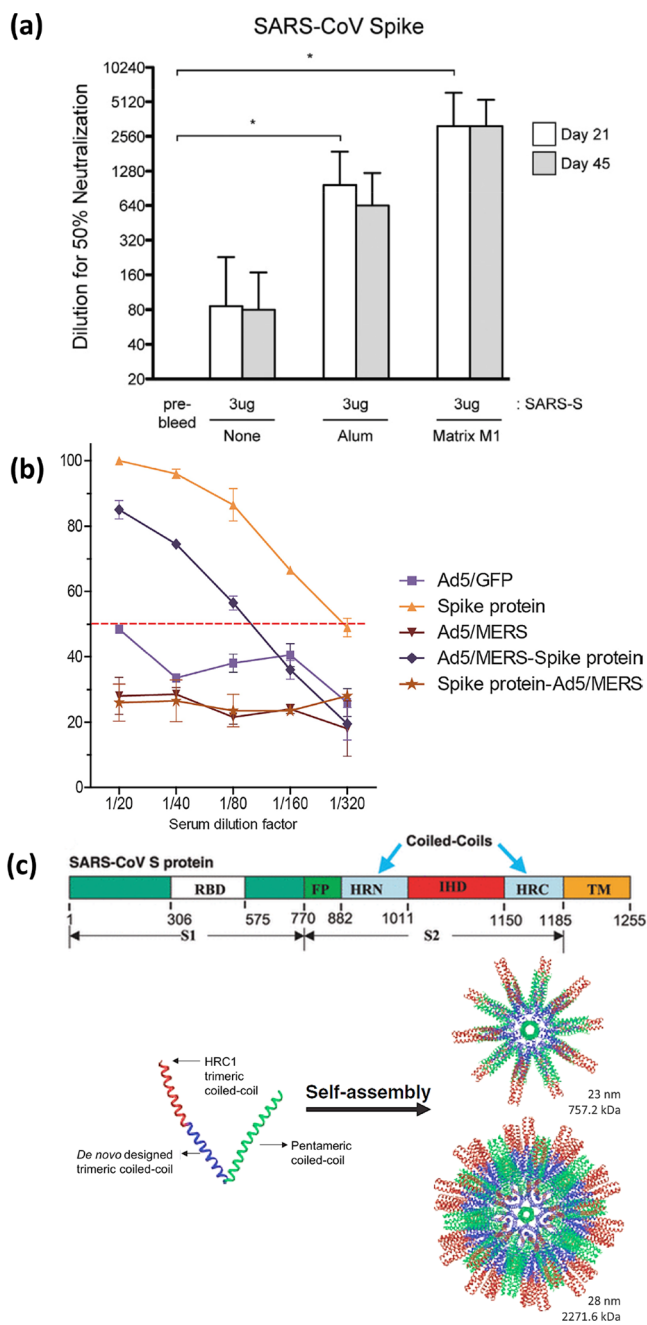 (a)
SARS-CoV Spike
Dilution for 50% Neutralization
10240
5120
2560
1280
640
320
160
80
40
20
*
*
Day 21
Day 45
pre-
bleed
3ug 3ug 3ug : SARS-S
None Alum Matrix M1
(b)
100
80
60
40
20
0
1/20 1/40 1/80 1/160 1/320
Serum dilution factor
Ad5/GFP
Spike protein
Ad5/MERS
Ad5/MERS-Spike protein
Spike protein-Ad5/MERS
(c)
Coiled-Coils
SARS-CoV S protein
RBD FP HRN IHD HRC TM
1 306 575 770 882 1011 1150 1185 1255
S1 S2
HRC1
trimeric
coiled-coil
De novo designed
trimeric coiled-coil
Pentameric
coiled-coil
Self-assembly
23 nm
757.2 kDa
28 nm
2271.6 kDa